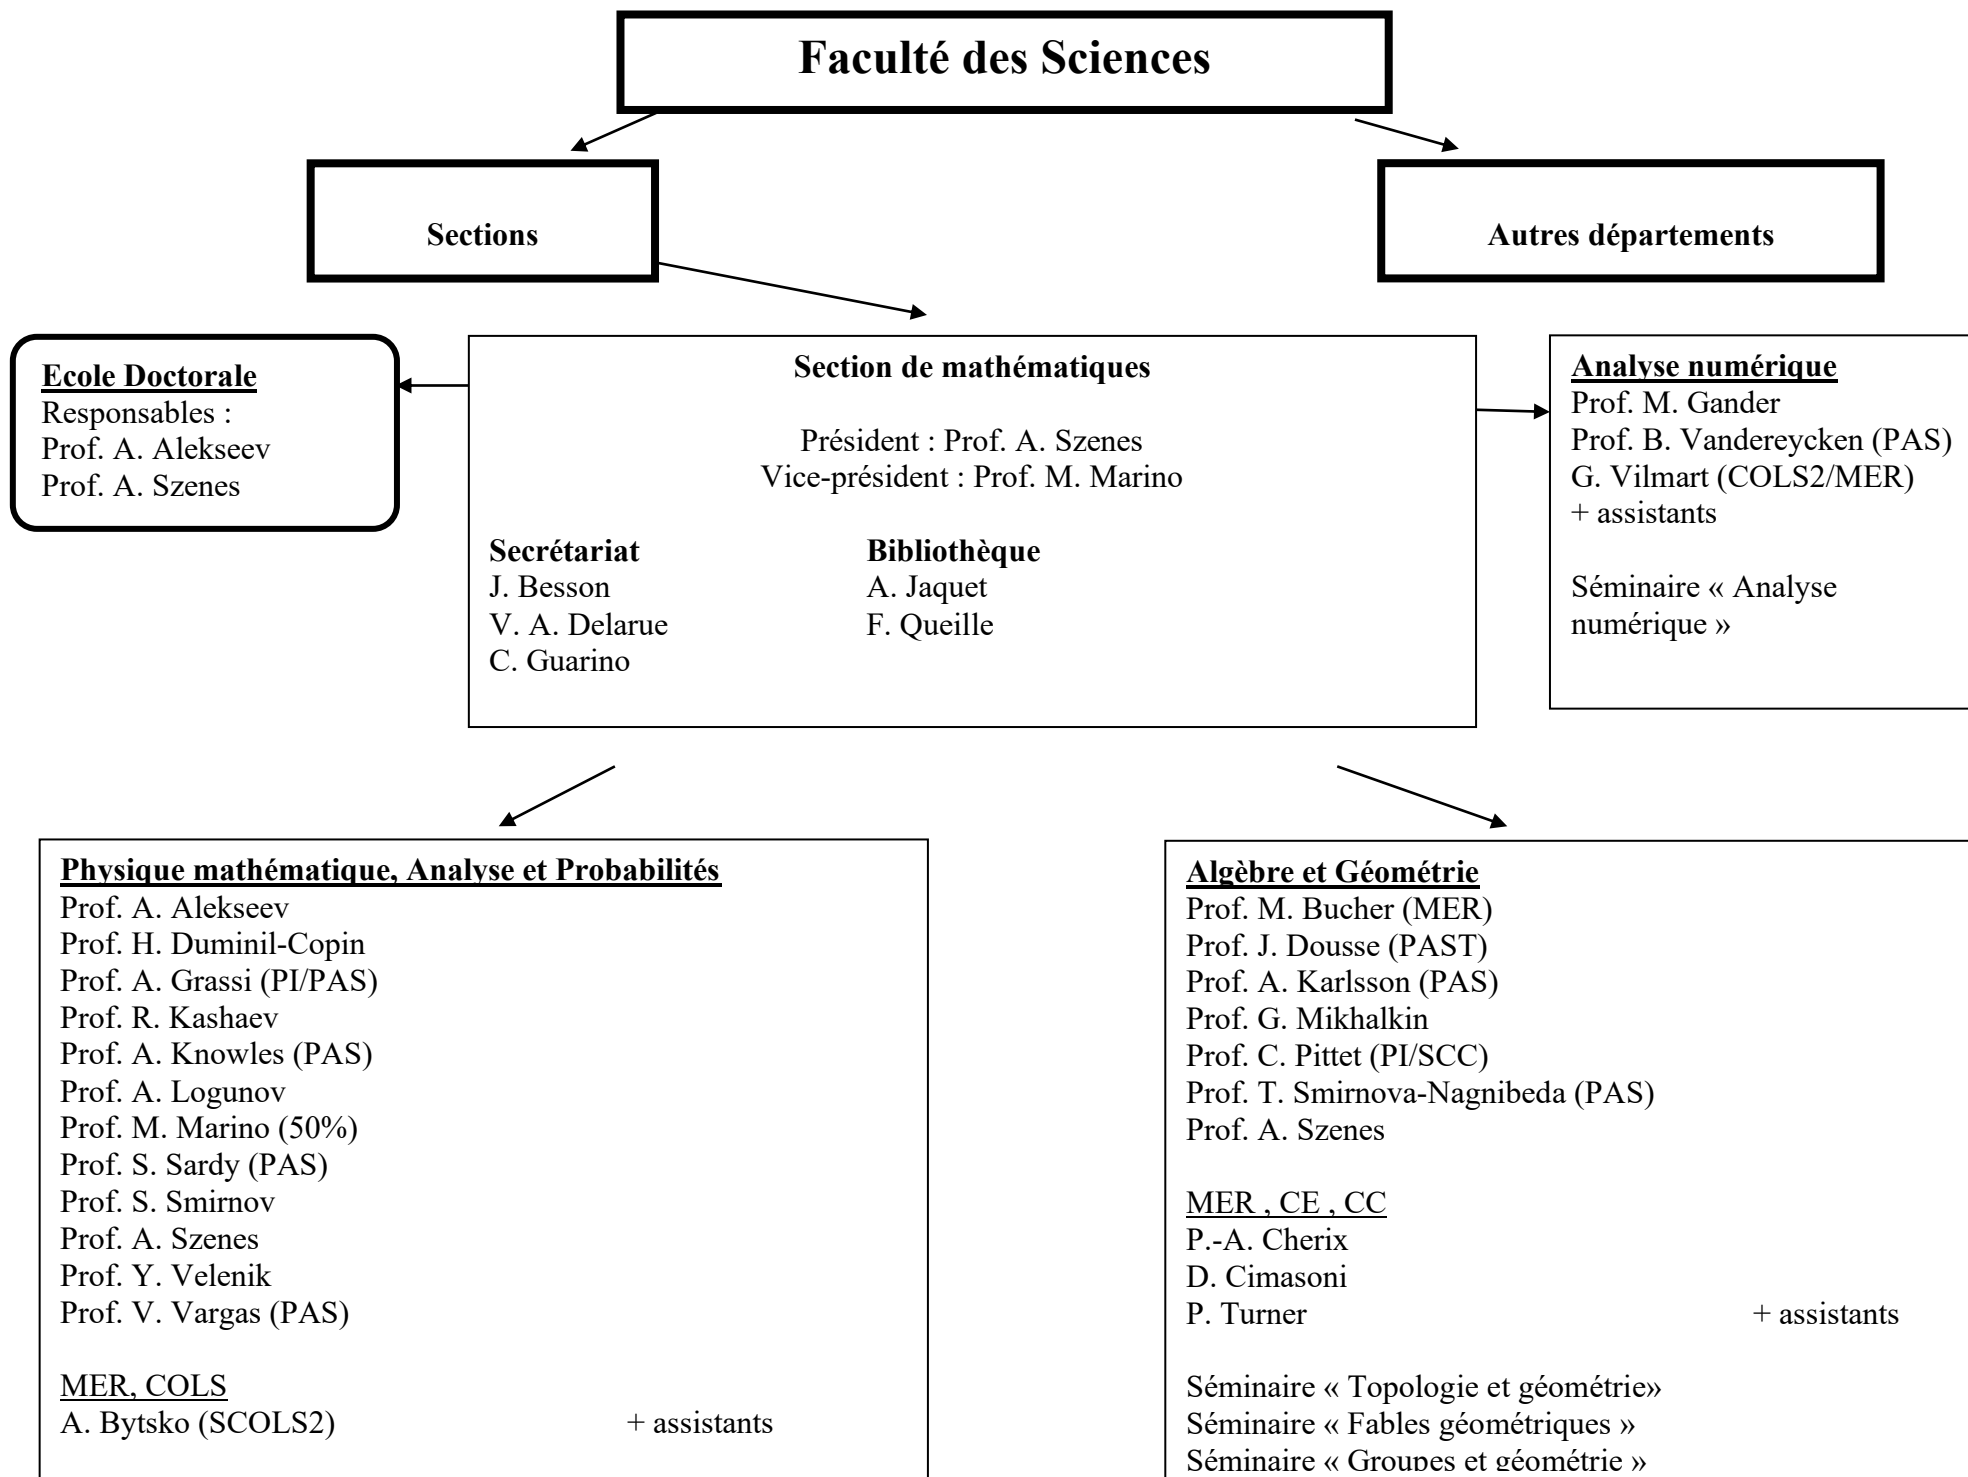 Faculté des Sciences
Sections
Autres départements
Ecole Doctorale
Responsables :
Prof. A. Alekseev
Prof. A. Szenes
Section de mathématiques
Président : Prof. A. Szenes
Vice-président : Prof. M. Marino
Secrétariat
J. Besson
V. A. Delarue
C. Guarino
Bibliothèque
A. Jaquet
F. Queille
Analyse numérique
Prof. M. Gander
Prof. B. Vandereycken (PAS)
G. Vilmart (COLS2/MER)
+ assistants
Séminaire « Analyse
numérique »
Physique mathématique, Analyse et Probabilités
Prof. A. Alekseev
Prof. H. Duminil-Copin
Prof. A. Grassi (PI/PAS)
Prof. R. Kashaev
Prof. A. Knowles (PAS)
Prof. A. Logunov
Prof. M. Marino (50%)
Prof. S. Sardy (PAS)
Prof. S. Smirnov
Prof. A. Szenes
Prof. Y. Velenik
Prof. V. Vargas (PAS)
MER, COLS
A. Bytsko (SCOLS2) + assistants
Algèbre et Géométrie
Prof. M. Bucher (MER)
Prof. J. Dousse (PAST)
Prof. A. Karlsson (PAS)
Prof. G. Mikhalkin
Prof. C. Pittet (PI/SCC)
Prof. T. Smirnova-Nagnibeda (PAS)
Prof. A. Szenes
MER , CE , CC
P.-A. Cherix
D. Cimasoni
P. Turner + assistants
Séminaire « Topologie et géométrie»
Séminaire « Fables géométriques »
Séminaire « Groupes et géométrie »